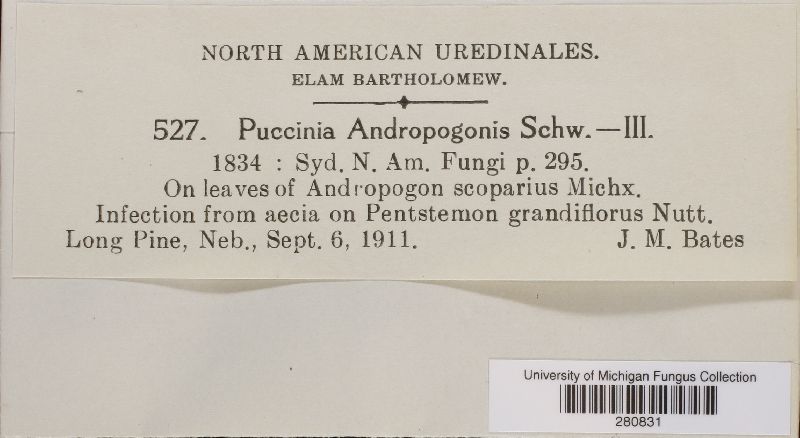 NORTH AMERICAN UREDINALES.
ELAM BARTHOLOMEW.
527. Puccinia Andropogonis Schw.—III.
1834 : Syd. N. Am. Fungi p. 295.
On leaves of Andropogon scoparius Michx.
Infection from aecia on Pentstemon grandiflorus Nutt.
Long Pine, Neb., Sept. 6, 1911. J. M. Bates
University of Michigan Fungus Collection
280831